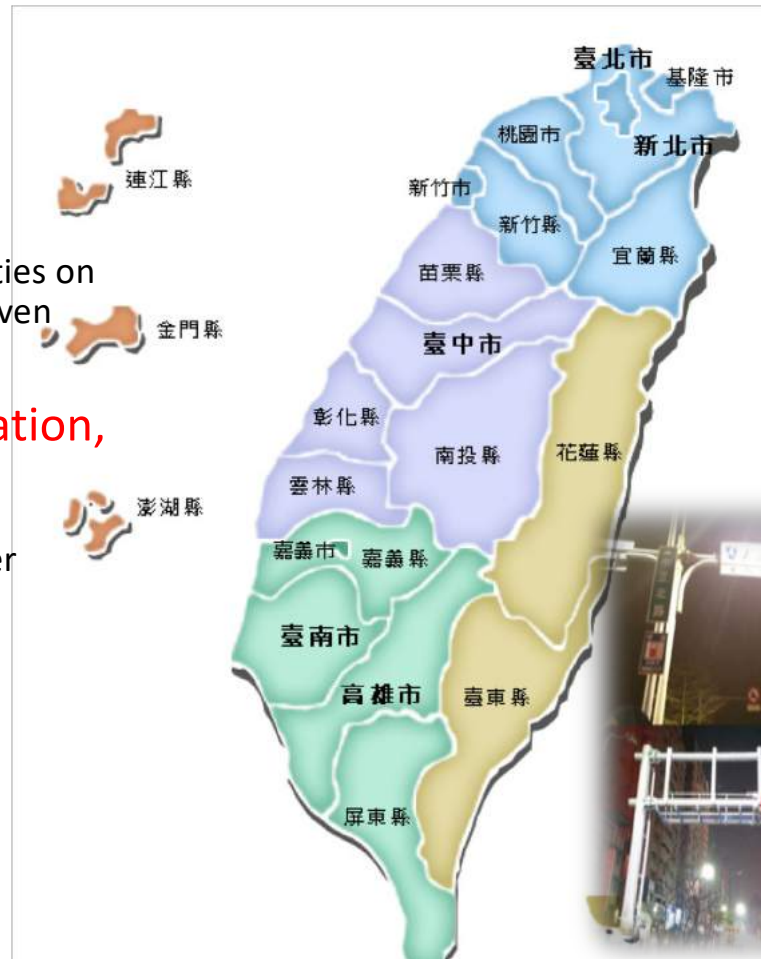 臺北市
基隆市
桃園市
新北市
連江縣
新竹市
新竹縣
宜蘭縣
ties on
苗栗縣
ven
金門縣
臺中市
ation,
彰化縣
南投縣
花蓮縣
雲林縣
澎湖縣
er
嘉義市
嘉義縣
臺南市
高雄市
臺東縣
屏東縣